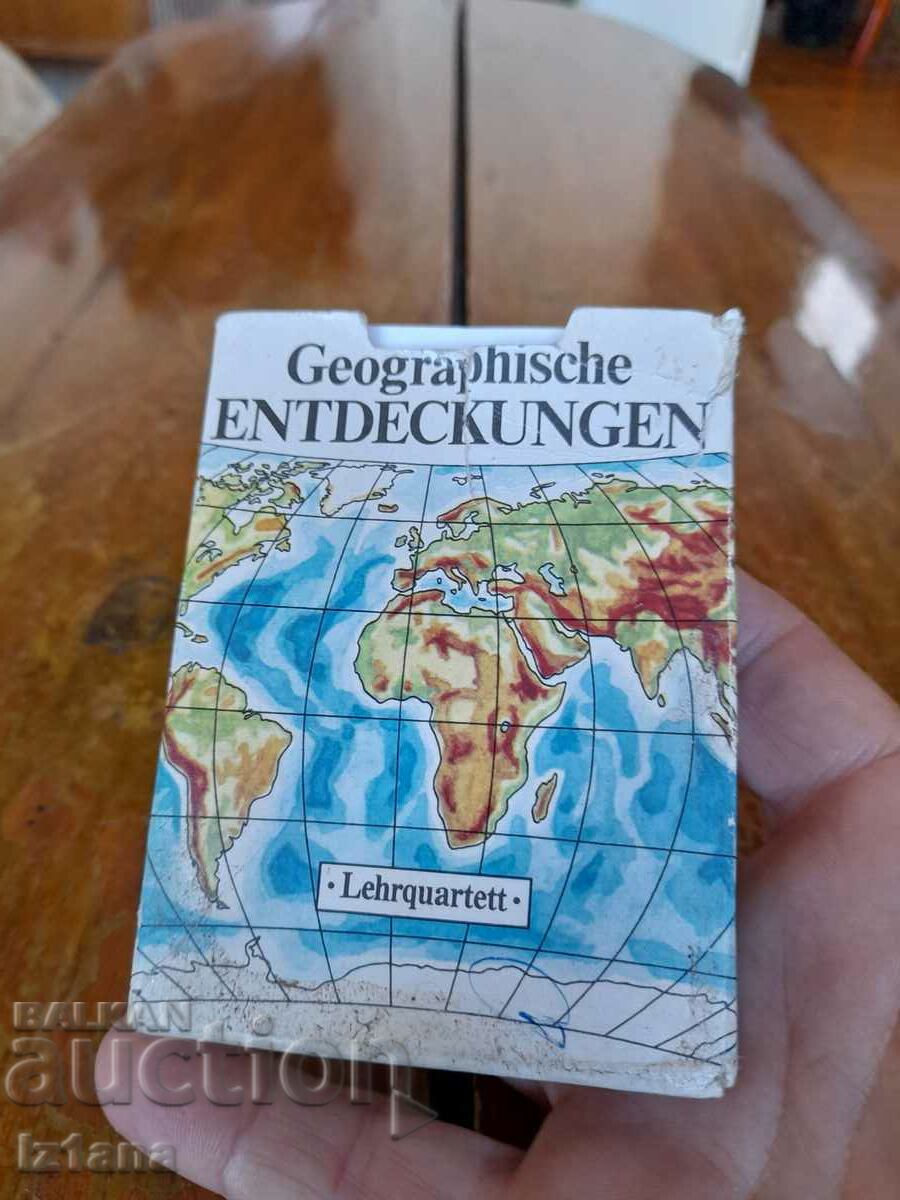 Geographische
ENTDECKUNGEN
· Lehrquartett ·
BALKAN
auction
Iz1ana